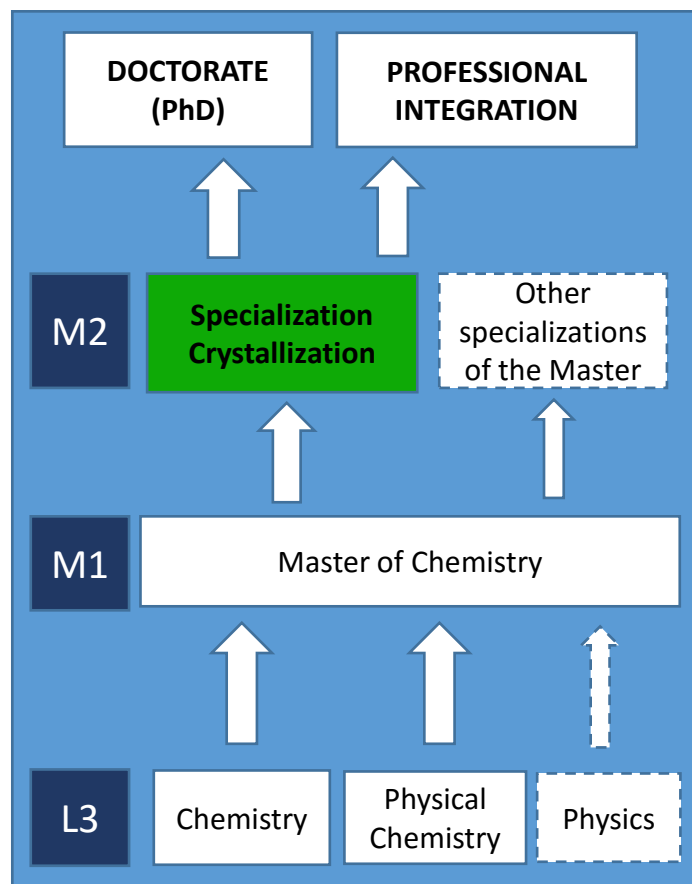 DOCTORATE
(PhD)
PROFESSIONAL
INTEGRATION
M2
Specialization
Crystallization
Other
specializations
of the Master
M1
Master of Chemistry
L3
Chemistry
Physical
Chemistry
Physics